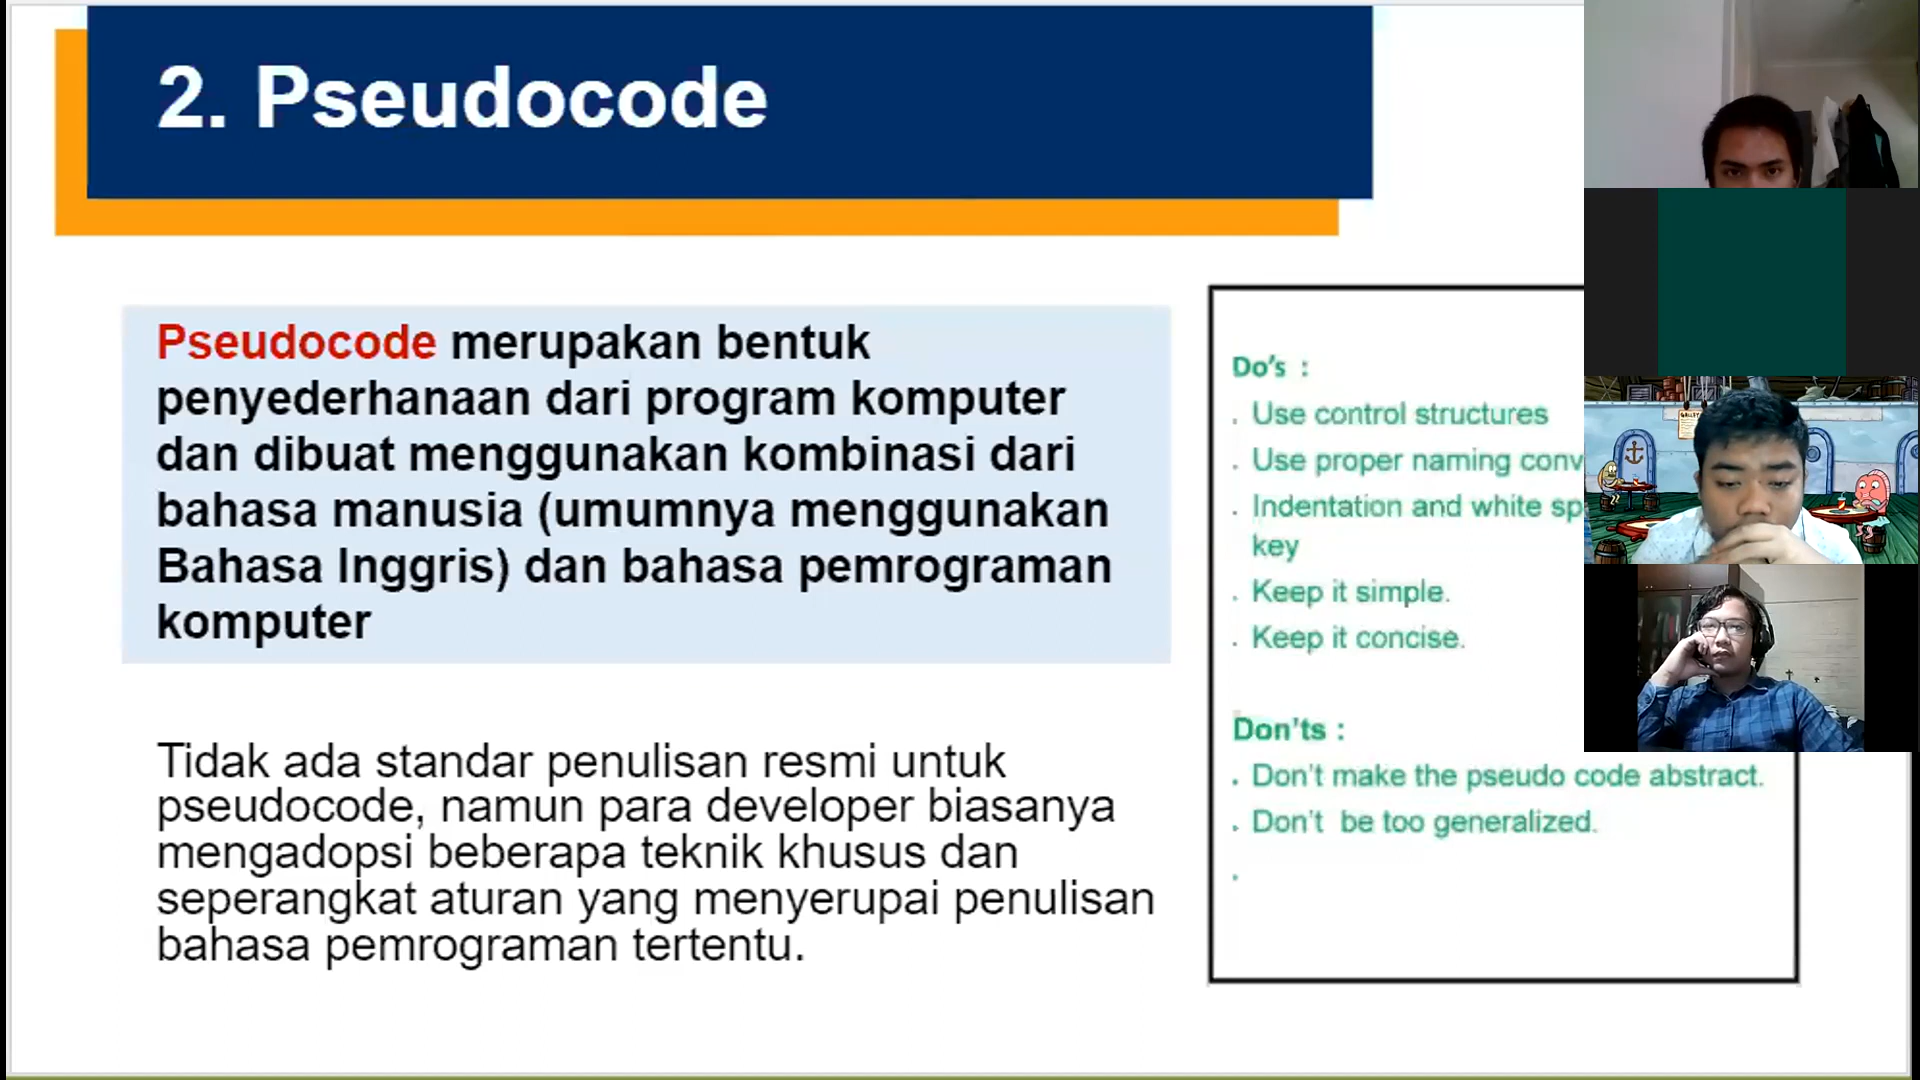 2. Pseudocode
Pseudocode merupakan bentuk
penyederhanaan dari program komputer
dan dibuat menggunakan kombinasi dari
bahasa manusia (umumnya menggunakan
Bahasa Inggris) dan bahasa pemrograman
komputer
Tidak ada standar penulisan resmi untuk
pseudocode, namun para developer biasanya
mengadopsi beberapa teknik khusus dan
seperangkat aturan yang menyerupai penulisan
bahasa pemrograman tertentu.
Do's :
. Use control structures
. Use proper naming conv
. Indentation and white sp
key
. Keep it simple.
. Keep it concise.
Don'ts :
. Don't make the pseudo code abstract.
. Don't be too generalized.
.